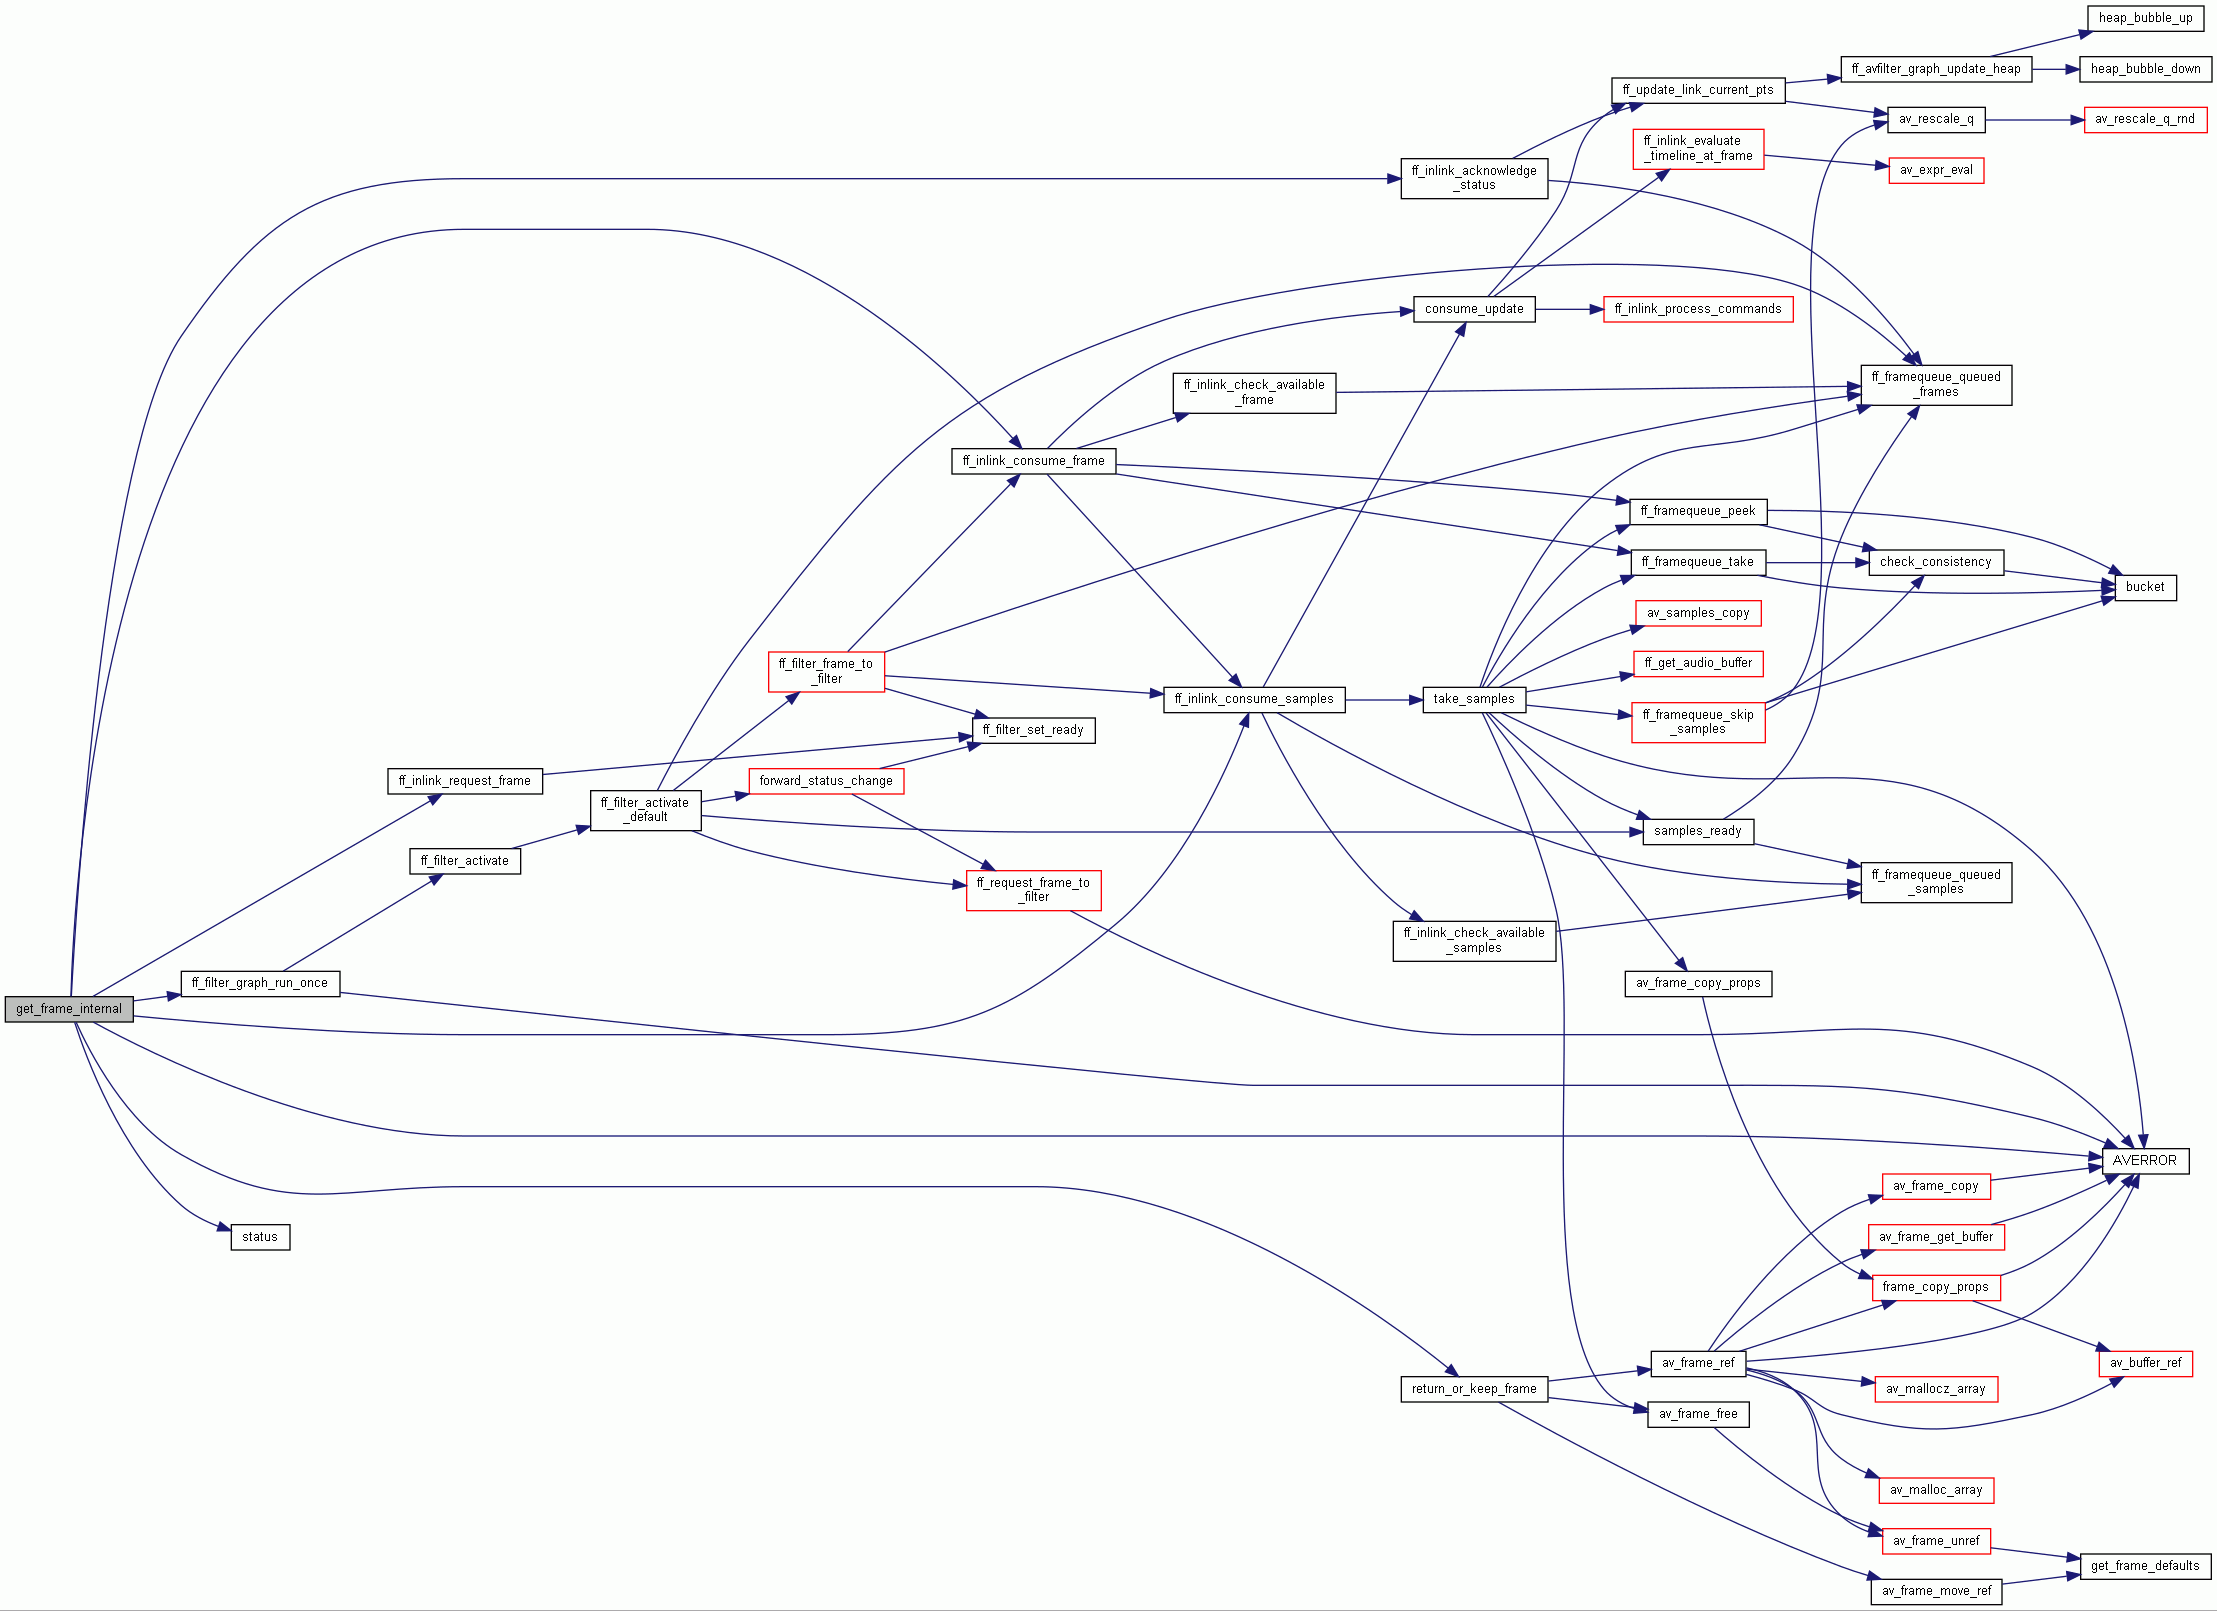 heap_bubble_up
ff_avfilter_graph_update_heap
heap_bubble_down
ff_update_link_current_pts
av_rescale_q
av_rescale_q_rnd
ff_inlink_evaluate
_timeline_at_frame
av_expr_eval
ff_inlink_acknowledge
_status
consume_update
ff_inlink_process_commands
ff_inlink_check_available
_frame
ff_framequeue_queued
_frames
ff_inlink_consume_frame
ff_framequeue_peek
ff_framequeue_take
check_consistency
bucket
av_samples_copy
ff_filter_frame_to
_filter
ff_get_audio_buffer
ff_inlink_consume_samples
take_samples
ff_framequeue_skip
_samples
ff_filter_set_ready
ff_inlink_request_frame
forward_status_change
ff_filter_activate
_default
samples_ready
ff_filter_activate
ff_request_frame_to
_filter
ff_framequeue_queued
_samples
ff_inlink_check_available
_samples
ff_filter_graph_run_once
av_frame_copy_props
get_frame_internal
AVERROR
av_frame_copy
status
av_frame_get_buffer
frame_copy_props
av_frame_ref
av_buffer_ref
return_or_keep_frame
av_mallocz_array
av_frame_free
av_malloc_array
av_frame_unref
get_frame_defaults
av_frame_move_ref